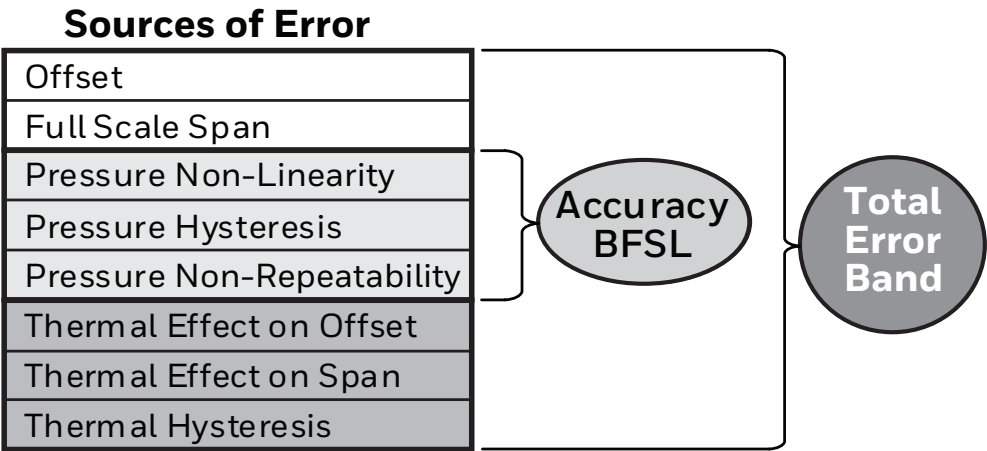 Sources of Error
Offset
Full Scale Span
Pressure Non-Linearity
Pressure Hysteresis
Pressure Non-Repeatability
Thermal Effect on Offset
Thermal Effect on Span
Thermal Hysteresis
Accuracy
BFSL
Total
Error
Band